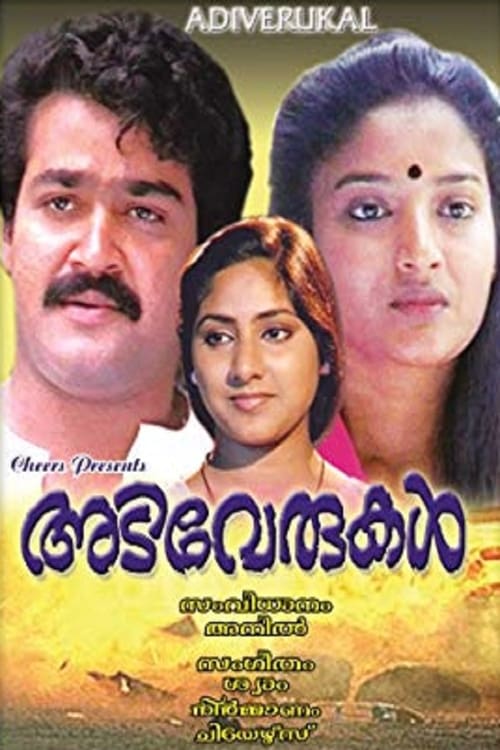 ADIVERUKAL
Cheers Presents
അടിവേരുകൾ
സംവിധാനം
അനിൽ
സംഗീതം
ശ്യാം
നിർമ്മാണം
ചിയേഴ്സ്